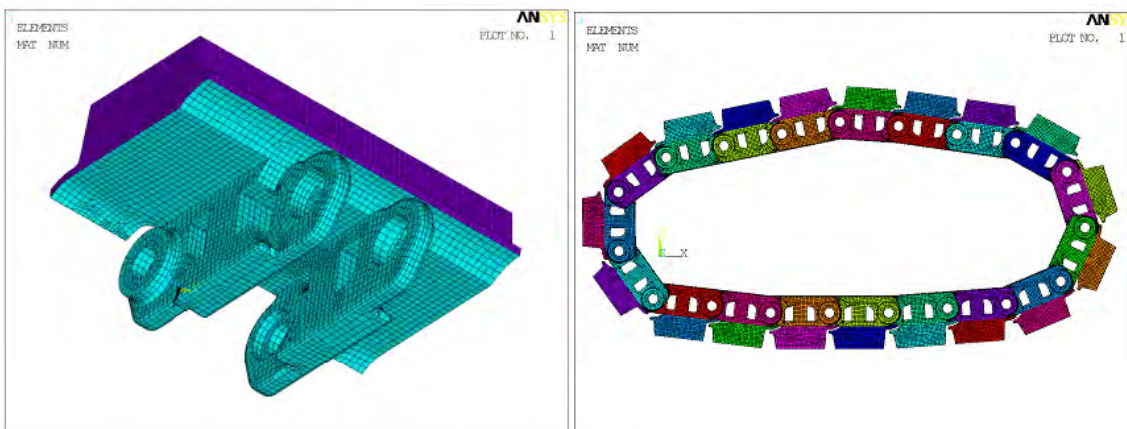 ANSYS
ELEMENTS
MAT NUM
PLOT NO. 1
X
ANSYS
ELEMENTS
MAT NUM
PLOT NO. 1
X